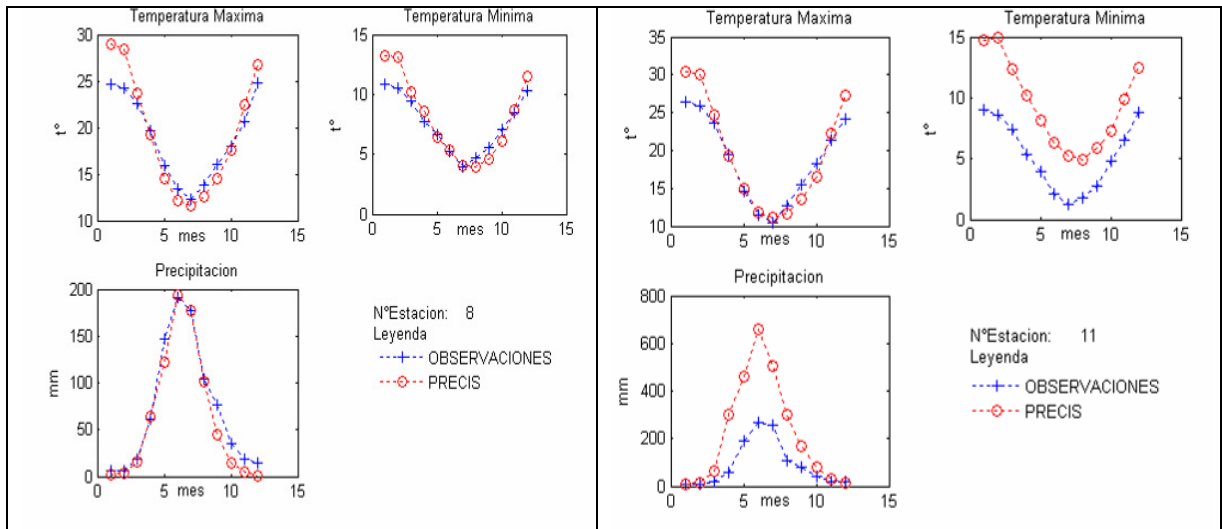 Temperatura Maxima
30
25
20
15
10
t°
0
5
mes
10
15
Temperatura Minima
15
10
5
0
t°
0
5
mes
10
15
Precipitacion
200
150
100
50
0
mm
0
5
mes
10
15
N°Estacion: 8
Leyenda
OBSERVACIONES
PRECIS
Temperatura Maxima
35
30
25
20
15
10
t°
0
5
mes
10
15
Temperatura Minima
15
10
5
0
t°
0
5
mes
10
15
Precipitacion
800
600
400
200
0
mm
0
5
mes
10
15
N°Estacion: 11
Leyenda
OBSERVACIONES
PRECIS